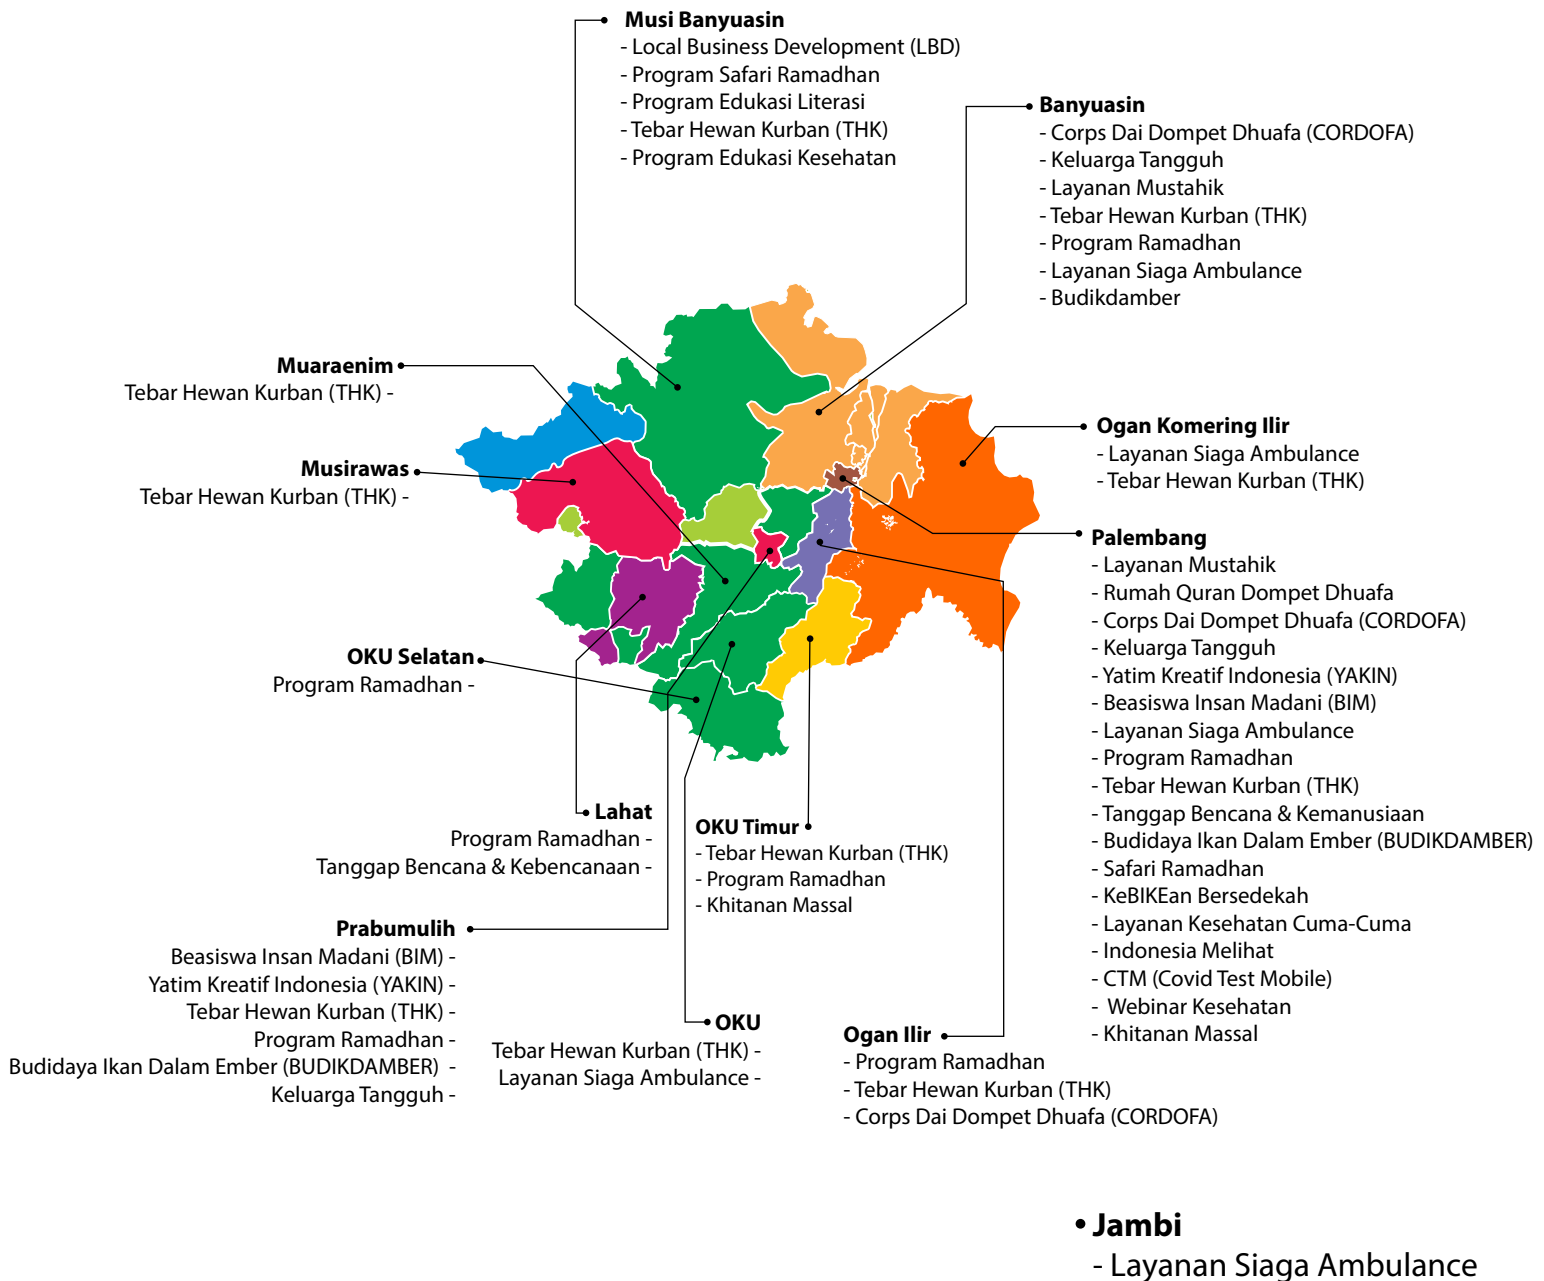 Musi Banyuasin
- Local Business Development (LBD)
- Program Safari Ramadhan
- Program Edukasi Literasi
- Tebar Hewan Kurban (THK)
- Program Edukasi Kesehatan
Banyuasin
- Corps Dai Dompet Dhuafa (CORDOFA)
- Keluarga Tangguh
- Layanan Mustahik
- Tebar Hewan Kurban (THK)
- Program Ramadhan
- Layanan Siaga Ambulance
- Budikdamber
Muaraenim
Tebar Hewan Kurban (THK) -
Musirawas
Tebar Hewan Kurban (THK) -
Ogan Komering Ilir
- Layanan Siaga Ambulance
- Tebar Hewan Kurban (THK)
Palembang
- Layanan Mustahik
- Rumah Quran Dompet Dhuafa
- Corps Dai Dompet Dhuafa (CORDOFA)
- Keluarga Tangguh
- Yatim Kreatif Indonesia (YAKIN)
- Beasiswa Insan Madani (BIM)
- Layanan Siaga Ambulance
- Program Ramadhan
- Tebar Hewan Kurban (THK)
- Tanggap Bencana & Kemanusiaan
- Budidaya Ikan Dalam Ember (BUDIKDAMBER)
- Safari Ramadhan
- KeBIKEan Bersedekah
- Layanan Kesehatan Cuma-Cuma
- Indonesia Melihat
- CTM (Covid Test Mobile)
- Webinar Kesehatan
- Khitanan Massal
OKU Selatan
Program Ramadhan -
Lahat
Program Ramadhan -
Tanggap Bencana & Kebencanaan -
OKU Timur
- Tebar Hewan Kurban (THK)
- Program Ramadhan
- Khitanan Massal
Prabumulih
Beasiswa Insan Madani (BIM) -
Yatim Kreatif Indonesia (YAKIN) -
Tebar Hewan Kurban (THK) -
Program Ramadhan -
Budidaya Ikan Dalam Ember (BUDIKDAMBER) -
Keluarga Tangguh -
OKU
Tebar Hewan Kurban (THK) -
Layanan Siaga Ambulance -
Ogan Ilir
- Program Ramadhan
- Tebar Hewan Kurban (THK)
- Corps Dai Dompet Dhuafa (CORDOFA)
• Jambi
- Layanan Siaga Ambulance